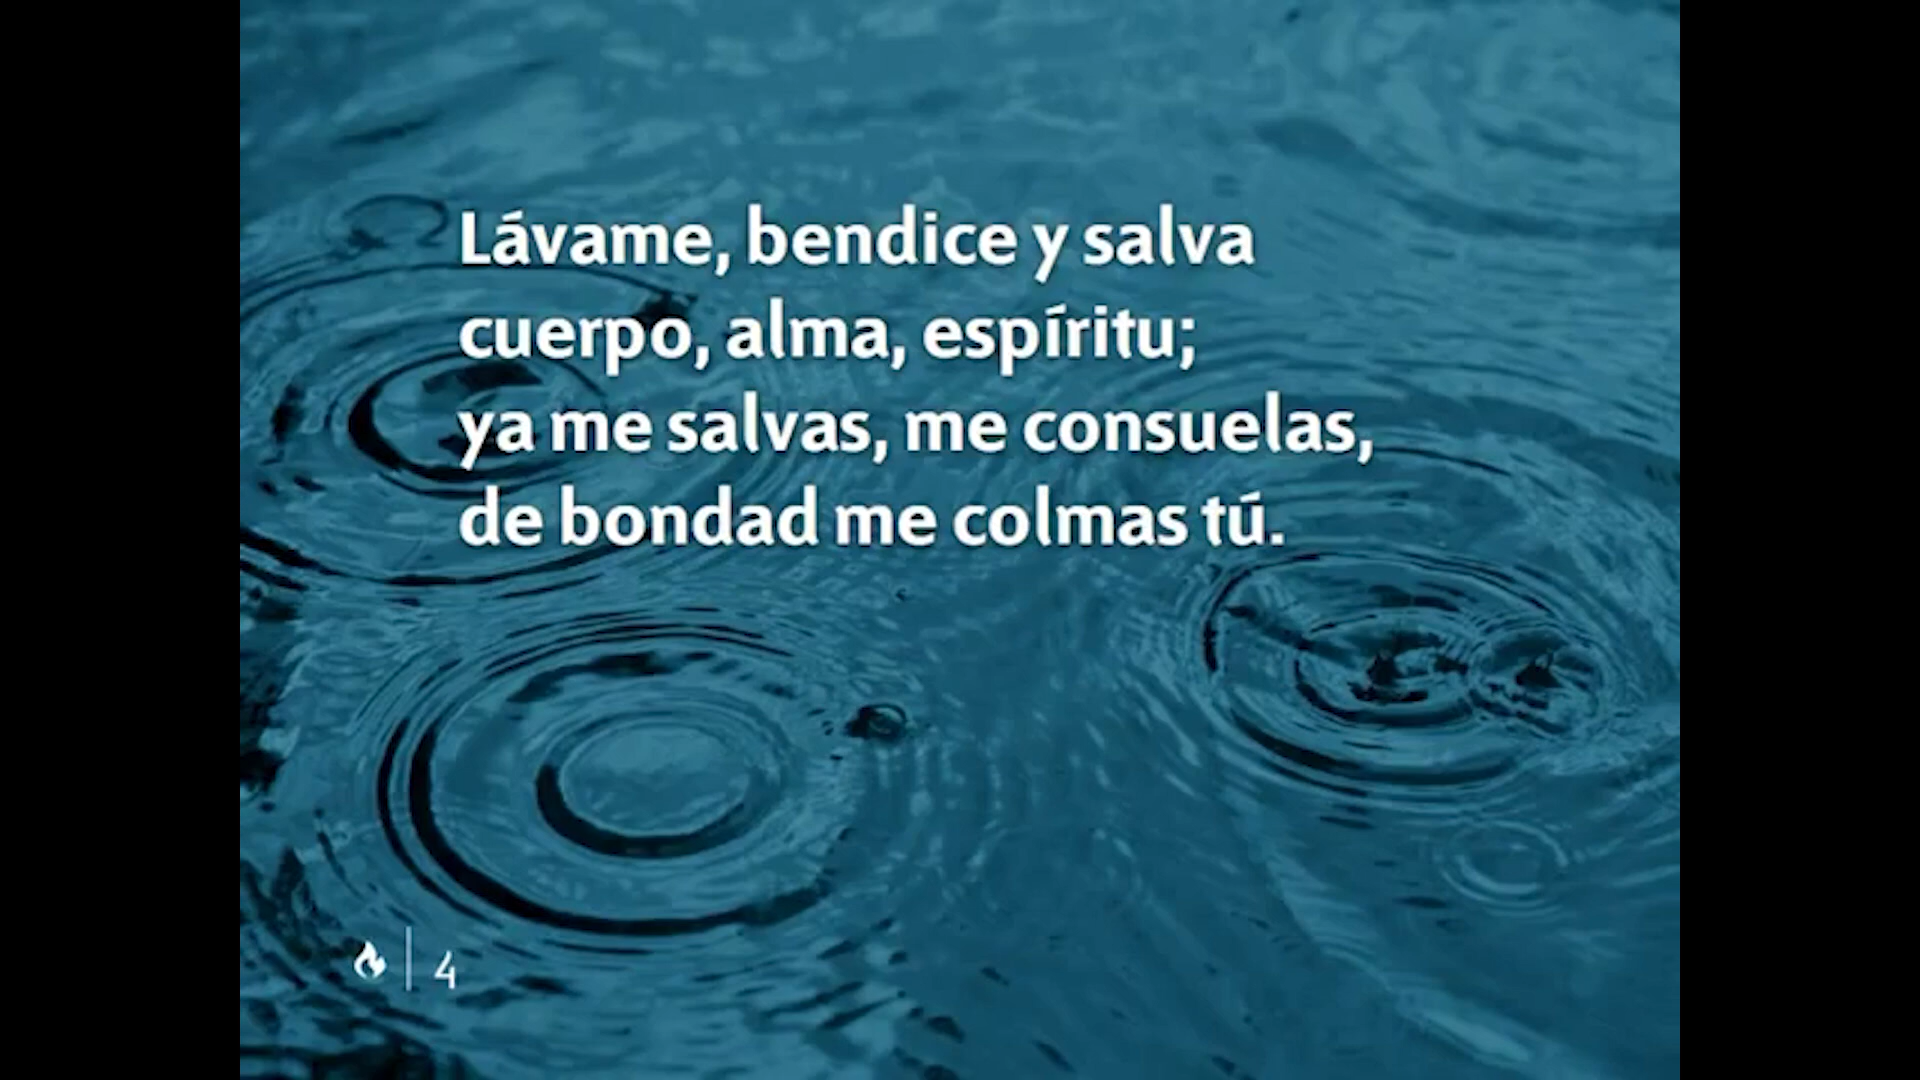 Lávame, bendice y salva
cuerpo, alma, espíritu;
ya me salvas, me consuelas,
de bondad me colmas tú.
4